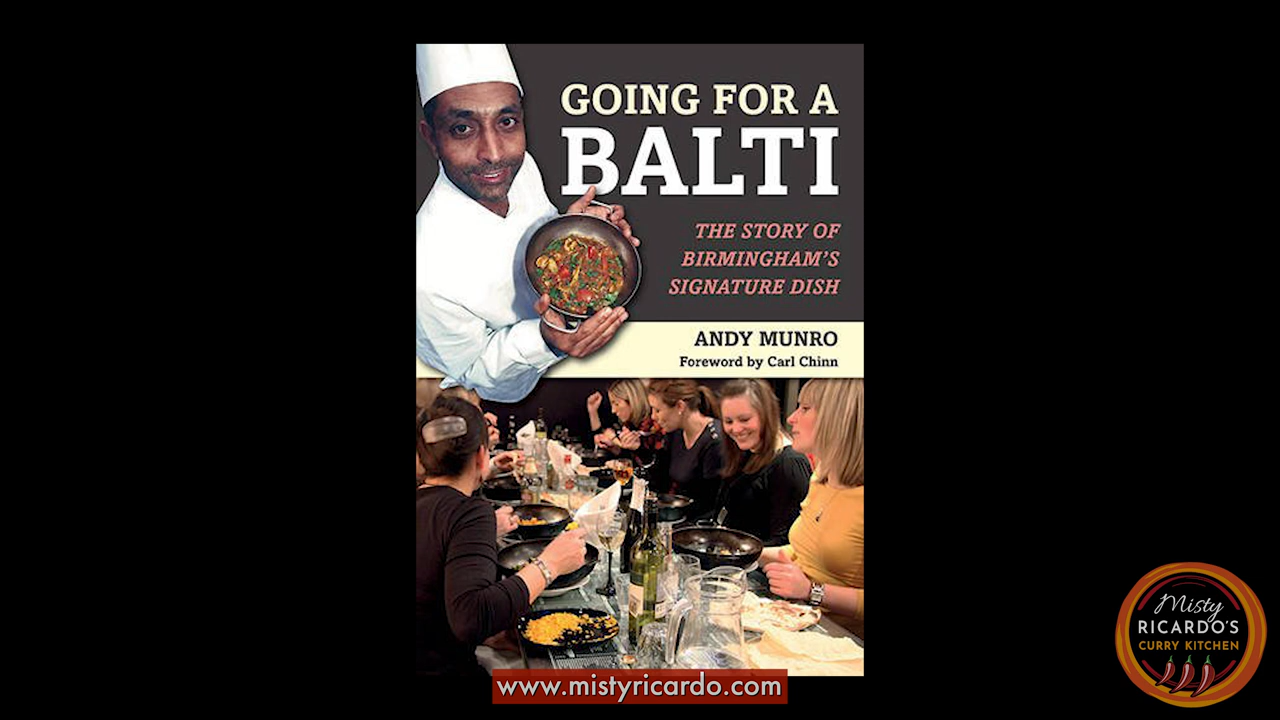 GOING FOR A
BALTI
THE STORY OF
BIRMINGHAM'S
SIGNATURE DISH
ANDY MUNRO
Foreword by Carl Chinn
www.mistyricardo.com
Misty
RICARDO'S
CURRY KITCHEN